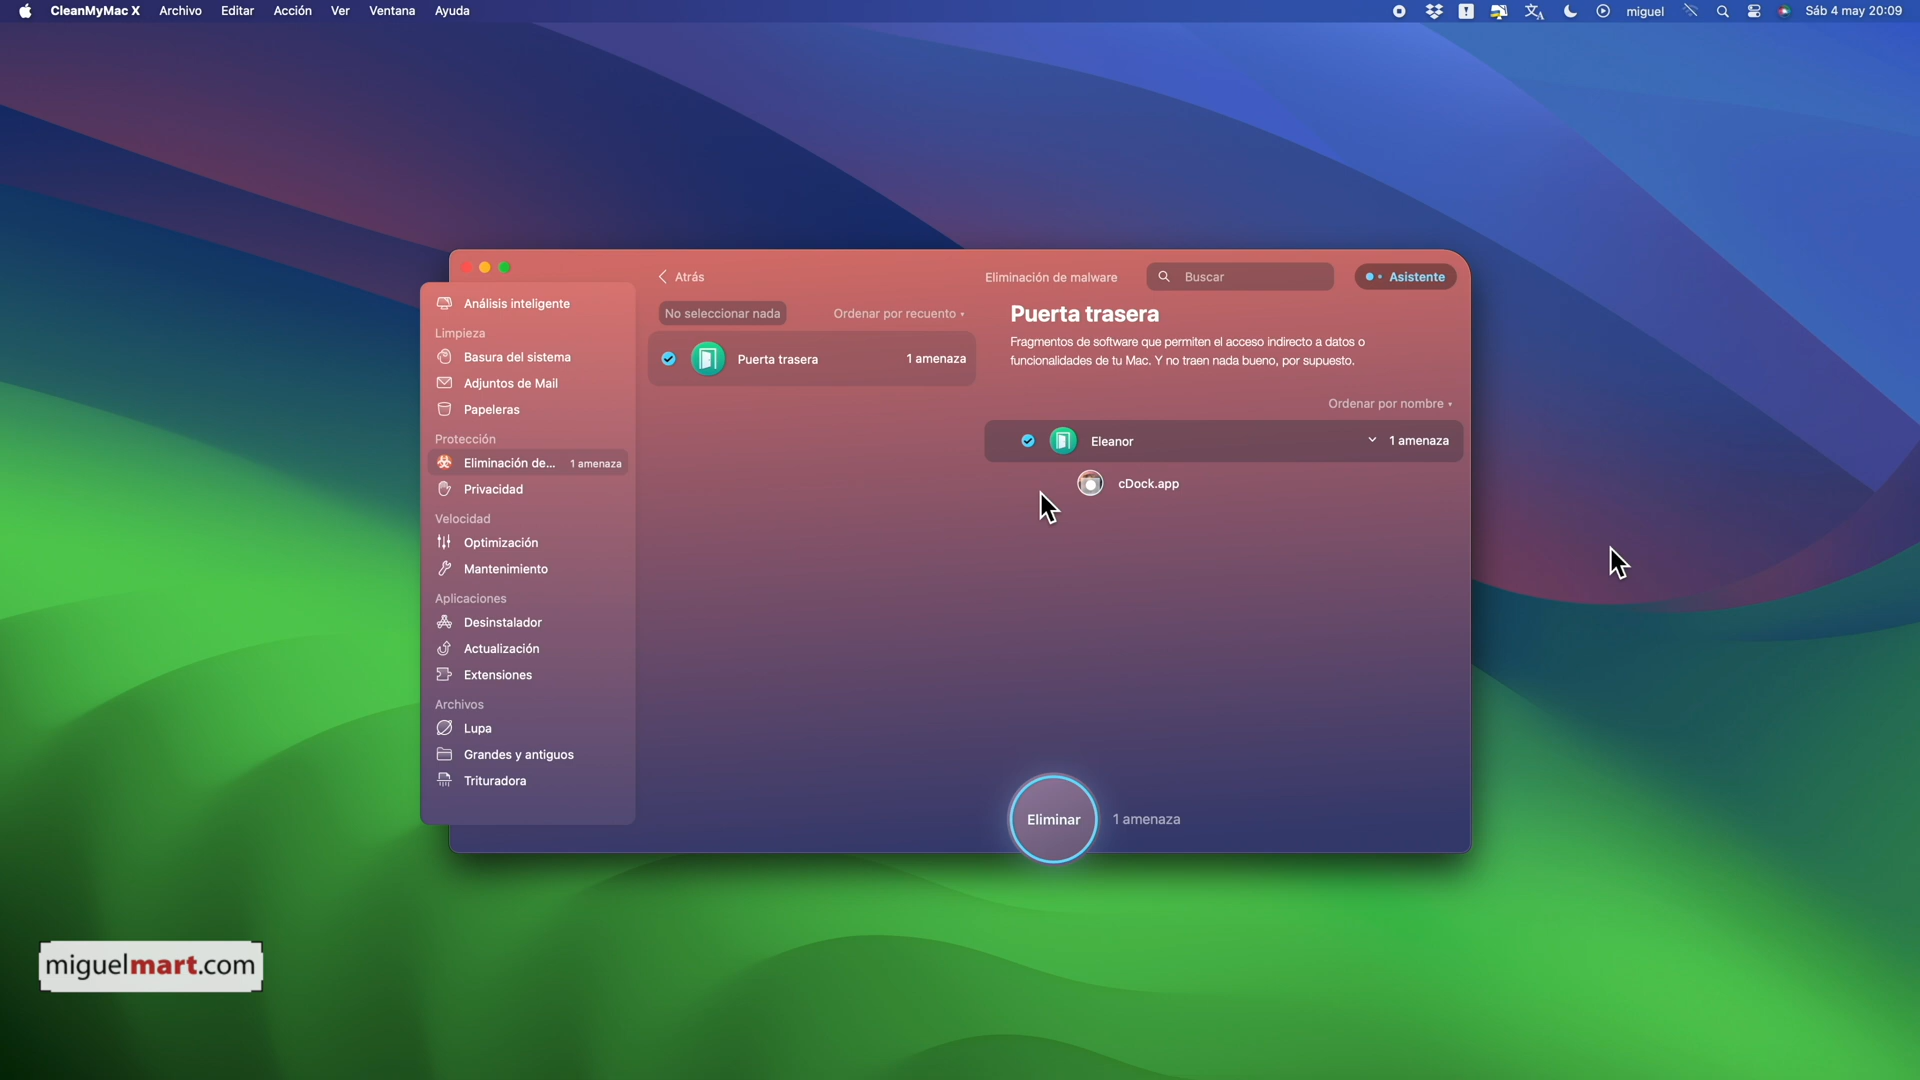 CleanMyMac X Archivo Editar Acción Ver Ventana Ayuda
miguel Sáb 4 may 20:09
Atrás
Eliminación de malware
Buscar
Asistente
Análisis inteligente
Limpieza
Basura del sistema
Adjuntos de Mail
Papeleras
Protección
Eliminación de... 1 amenaza
Privacidad
Velocidad
Optimización
Mantenimiento
Aplicaciones
Desinstalador
Actualización
Extensiones
Archivos
Lupa
Grandes y antiguos
Trituradora
No seleccionar nada
Ordenar por recuento
Puerta trasera 1 amenaza
Puerta trasera
Fragmentos de software que permiten el acceso indirecto a datos o
funcionalidades de tu Mac. Y no traen nada bueno, por supuesto.
Ordenar por nombre
Eleanor 1 amenaza
cDock.app
Eliminar 1 amenaza
miguelmart.com